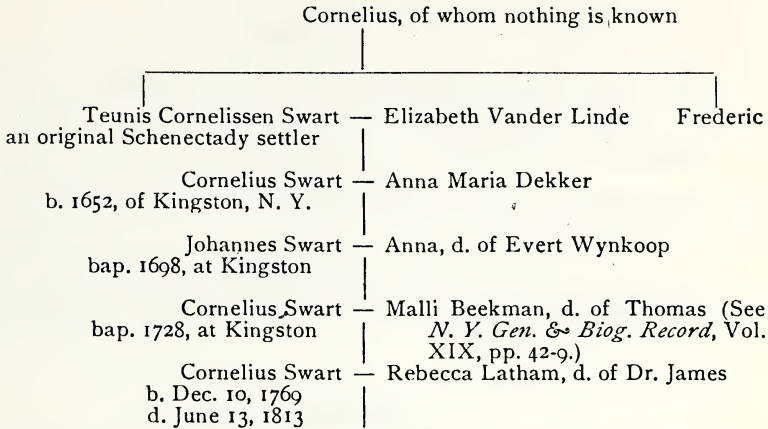 Cornelius, of whom nothing is known
Teunis Cornelissen Swart — Elizabeth Vander Linde Frederic
an original Schenectady settler
Cornelius Swart — Anna Maria Dekker
b. 1652, of Kingston, N. Y.
Johannes Swart — Anna, d. of Evert Wynkoop
bap. 1698, at Kingston
Cornelius Swart — Malli Beekman, d. of Thomas (See
bap. 1728, at Kingston N. Y. Gen. & Biog. Record, Vol.
XIX, pp. 42-9.)
Cornelius Swart — Rebecca Latham, d. of Dr. James
b. Dec. 10, 1769
d. June 13, 1813